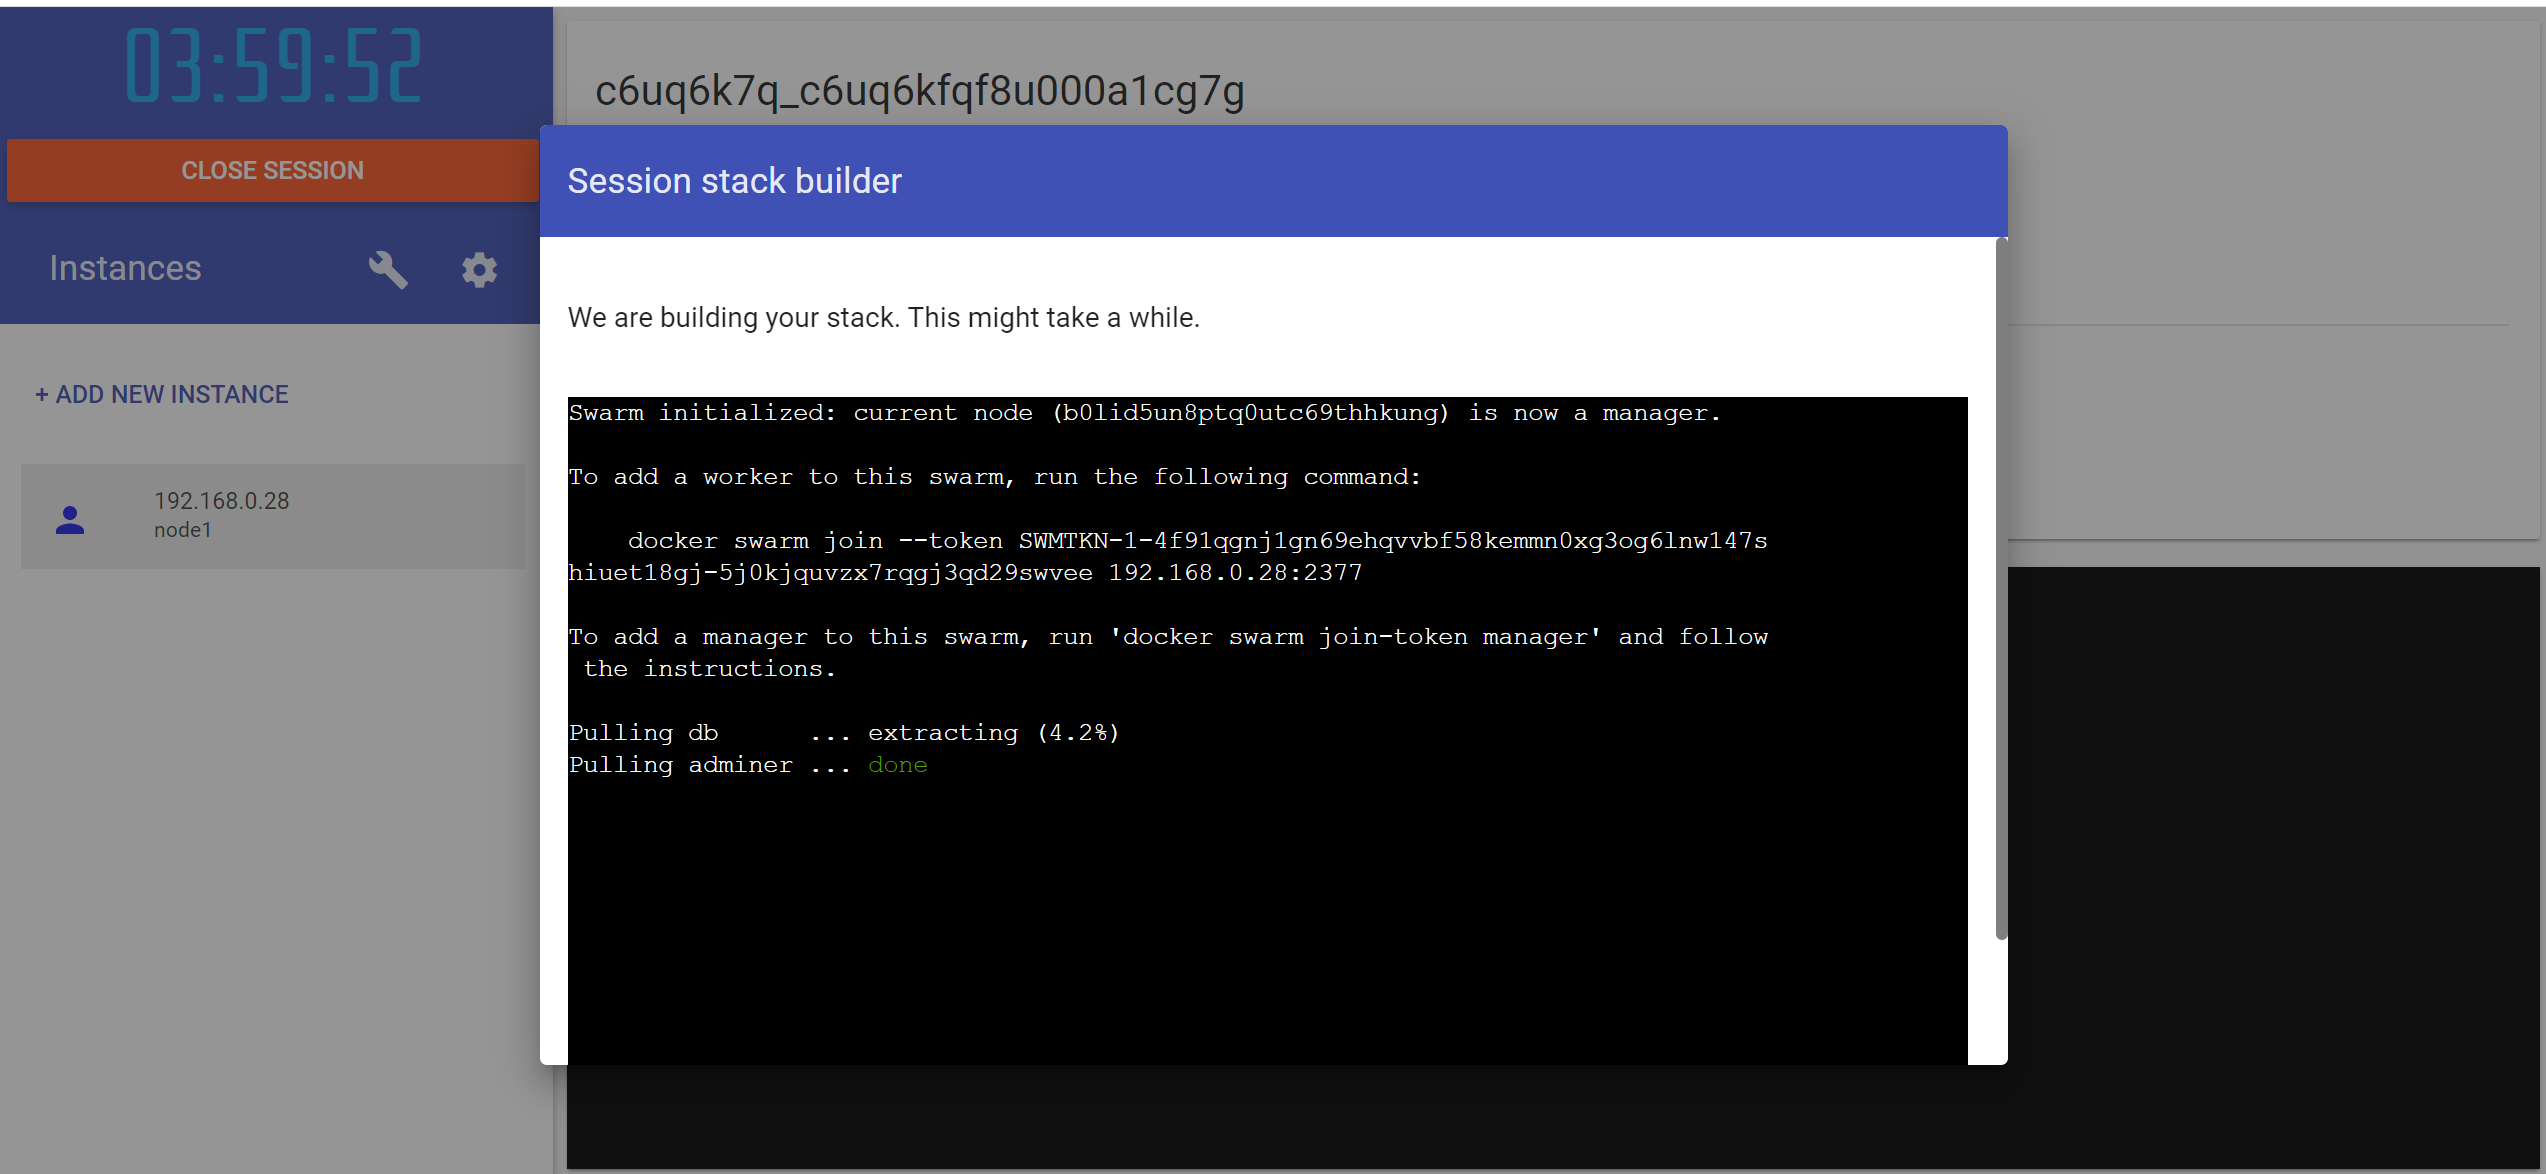 03:59:52
CLOSE SESSION
Instances
+ ADD NEW INSTANCE
192.168.0.28
node1
c6uq6k7q_c6uq6kfqf8u000a1cg7g
Session stack builder
We are building your stack. This might take a while.
Swarm initialized: current node (b0lid5un8ptq0utc69thhkung) is now a manager.
To add a worker to this swarm, run the following command:
docker swarm join --token SWMTKN-1-4f91qgnj1gn69ehqvvbf58kemmn0xg3og6lnw147s
hiuet18gj-5j0kjquvzx7rqgj3qd29swvee 192.168.0.28:2377
To add a manager to this swarm, run 'docker swarm join-token manager' and follow
the instructions.
Pulling db ... extracting (4.2%)
Pulling adminer ... done